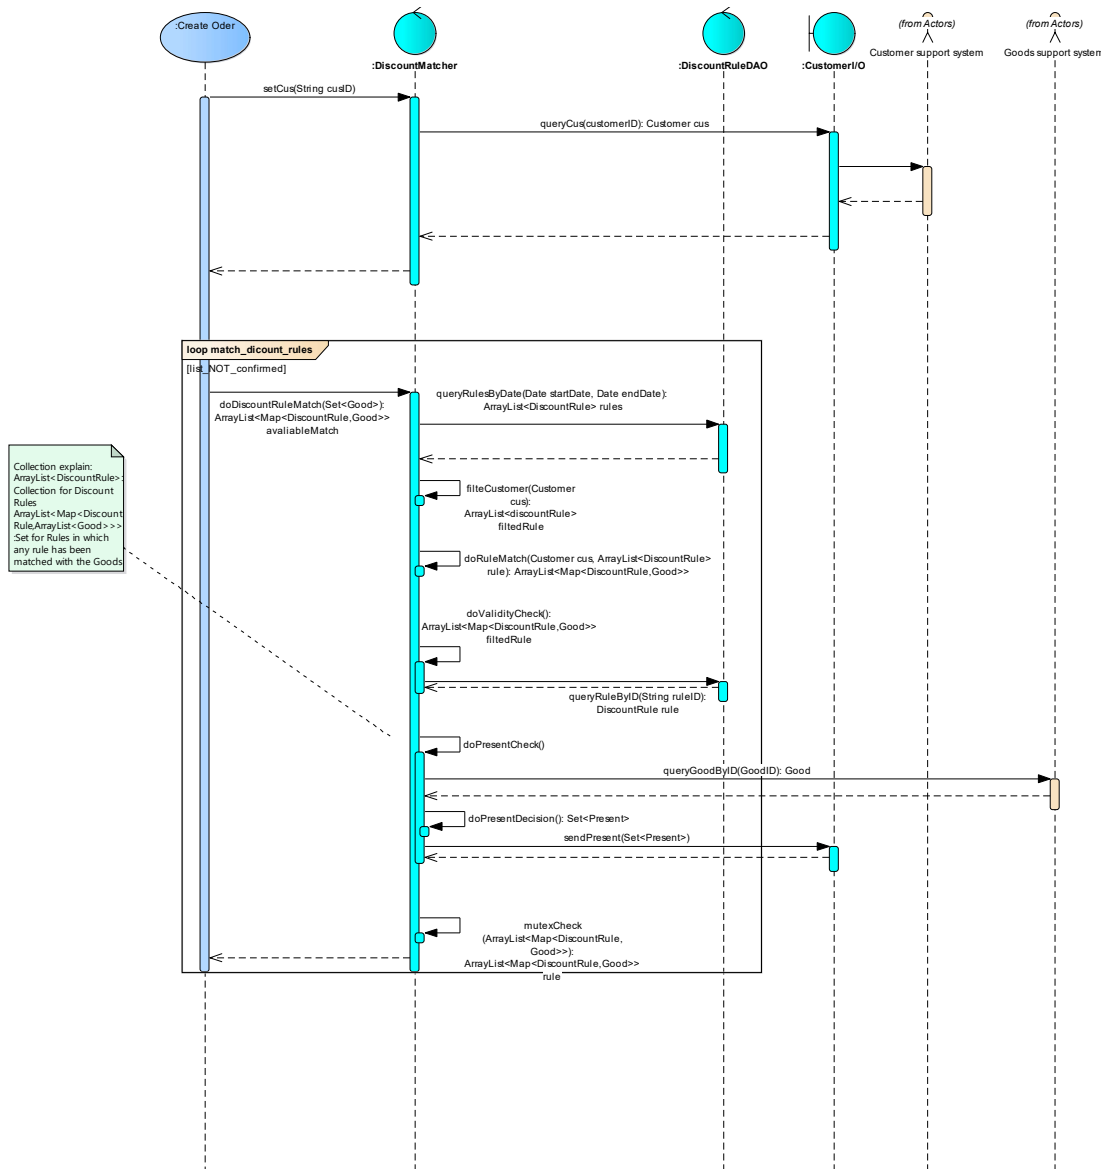 :Create Oder
:DiscountMatcher
:DiscountRuleDAO
:CustomerI/O
(from Actors)
Customer support system
(from Actors)
Goods support system
setCus(String cusID)
queryCus(customerID): Customer cus
loop match_dicount_rules
[list_NOT_confirmed]
doDiscountRuleMatch(Set<Good>):
ArrayList<Map<DiscountRule,Good>>
avaliableMatch
queryRulesByDate(Date startDate, Date endDate):
ArrayList<DiscountRule> rules
Collection explain:
ArrayList<DiscountRule>:
Collection for Discount
Rules
ArrayList<Map<Discount
Rule,ArrayList<Good>>>
:Set for Rules in which
any rule has been
matched with the Goods
filteCustomer(Customer
cus):
ArrayList<discountRule>
filtedRule
doRuleMatch(Customer cus, ArrayList<DiscountRule>
rule): ArrayList<Map<DiscountRule,Good>>
doValidityCheck():
ArrayList<Map<DiscountRule,Good>>
filtedRule
queryRuleByID(String ruleID):
DiscountRule rule
doPresentCheck()
queryGoodByID(GoodID): Good
doPresentDecision(): Set<Present>
sendPresent(Set<Present>)
mutexCheck
(ArrayList<Map<DiscountRule,
Good>>):
ArrayList<Map<DiscountRule,Good>>
rule